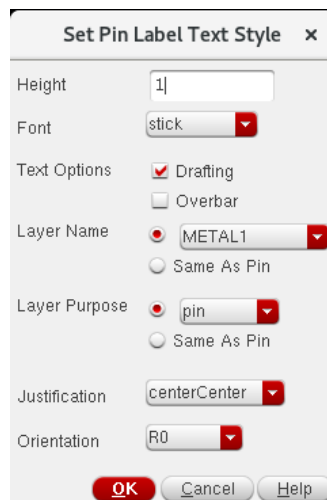 Set Pin Label Text Style ×
Height 1
Font stick
Text Options Drafting
Overbar
Layer Name METAL1
Same As Pin
Layer Purpose pin
Same As Pin
Justification centerCenter
Orientation R0
OK Cancel Help